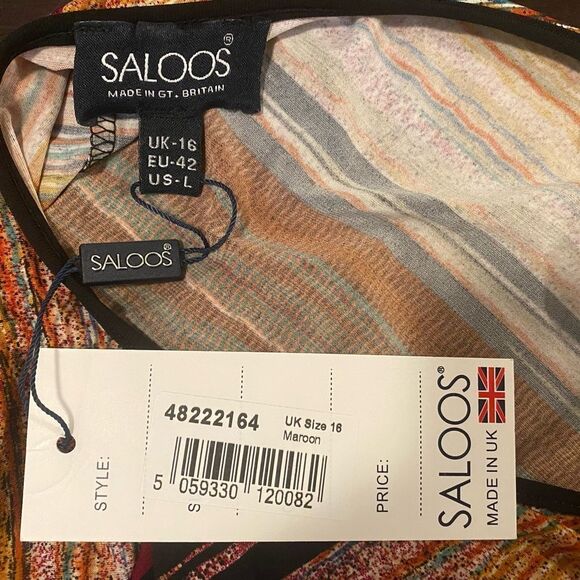 SALOOS®
MADE IN GT. BRITAIN
UK-16
EU-42
US-L
SALOOS®
48222164
UK Size 16
Maroon
5 059330 120082
STYLE:
S
PRICE:
SALOOS®
MADE IN UK